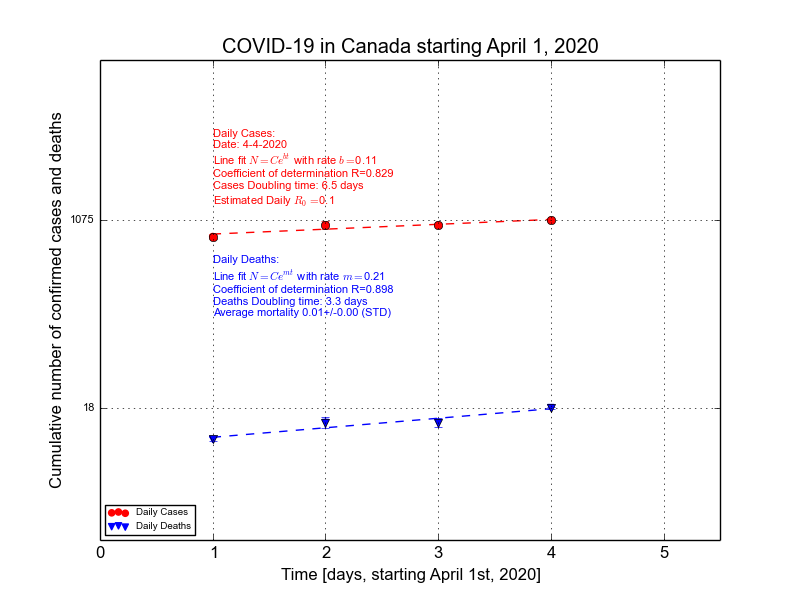 COVID-19 in Canada starting April 1, 2020
Cumulative number of confirmed cases and deaths
Daily Cases:
Date: 4-4-2020
Line fit N = Ce^{bt} with rate b =0.11
Coefficient of determination R=0.829
Cases Doubling time: 6.5 days
Estimated Daily R_0 =0.1
1075
Daily Deaths:
Line fit N = Ce^{mt} with rate m =0.21
Coefficient of determination R=0.898
Deaths Doubling time: 3.3 days
Average mortality 0.01+/-0.00 (STD)
18
Daily Cases
Daily Deaths
0 1 2 3 4 5
Time [days, starting April 1st, 2020]